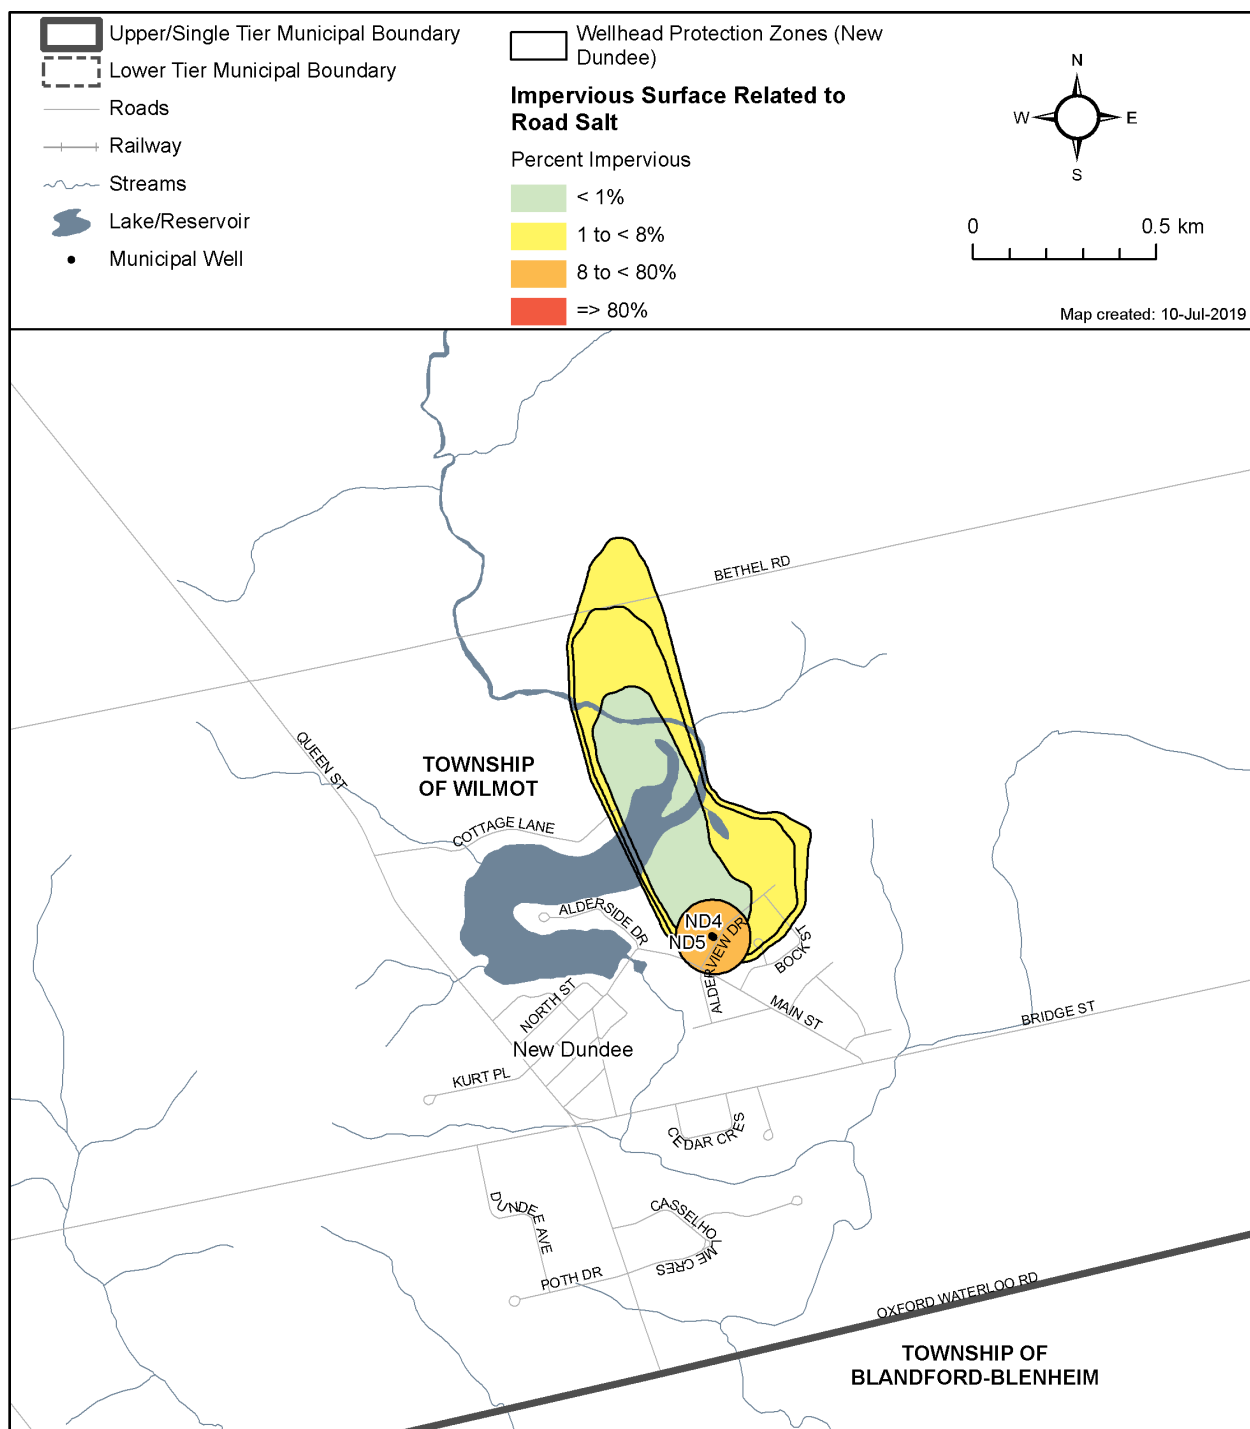 Upper/Single Tier Municipal Boundary
Lower Tier Municipal Boundary
Roads
Railway
Streams
Lake/Reservoir
Municipal Well
Wellhead Protection Zones (New
Dundee)
Impervious Surface Related to
Road Salt
Percent Impervious
< 1%
1 to < 8%
8 to < 80%
=> 80%
N
W
E
S
0
0.5 km
Map created: 10-Jul-2019
BETHEL RD
QUEEN ST
TOWNSHIP
OF WILMOT
COTTAGE LANE
ALDERSIDE DR
ND4
ND5
ALDERVIEW DR
BOCK ST
ALDERVIEW DR
NORTH ST
MAIN ST
BRIDGE ST
New Dundee
KURT PL
CEDAR CRES
DUNDEE AVE
CASSELHOLME CRES
POTH DR
OXFORD WATERLOO RD
TOWNSHIP OF
BLANDFORD-BLENHEIM